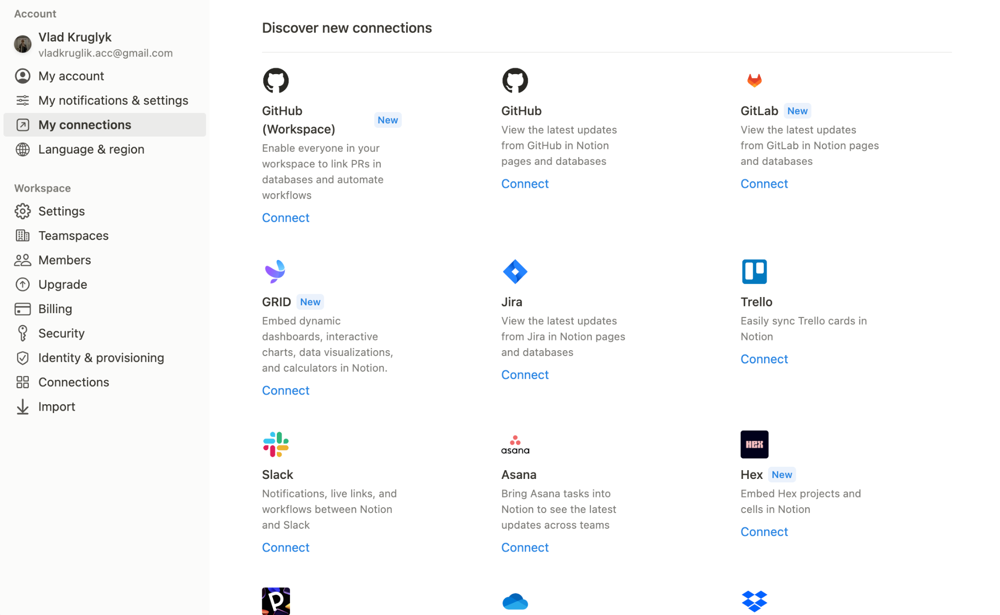 Account
Vlad Kruglyk
vladkruglik.acc@gmail.com
My account
My notifications & settings
My connections
Language & region
Workspace
Settings
Teamspaces
Members
Upgrade
Billing
Security
Identity & provisioning
Connections
Import
Discover new connections
GitHub
(Workspace)
New
Enable everyone in your
workspace to link PRs in
databases and automate
workflows
Connect
GitHub
View the latest updates
from GitHub in Notion
pages and databases
Connect
GitLab New
View the latest updates
from GitLab in Notion pages
and databases
Connect
GRID New
Embed dynamic
dashboards, interactive
charts, data visualizations,
and calculators in Notion.
Connect
Jira
View the latest updates
from Jira in Notion pages
and databases
Connect
Trello
Easily sync Trello cards in
Notion
Connect
Slack
Notifications, live links, and
workflows between Notion
and Slack
Connect
asana
Asana
Bring Asana tasks into
Notion to see the latest
updates across teams
Connect
HEX
Hex New
Embed Hex projects and
cells in Notion
Connect
P